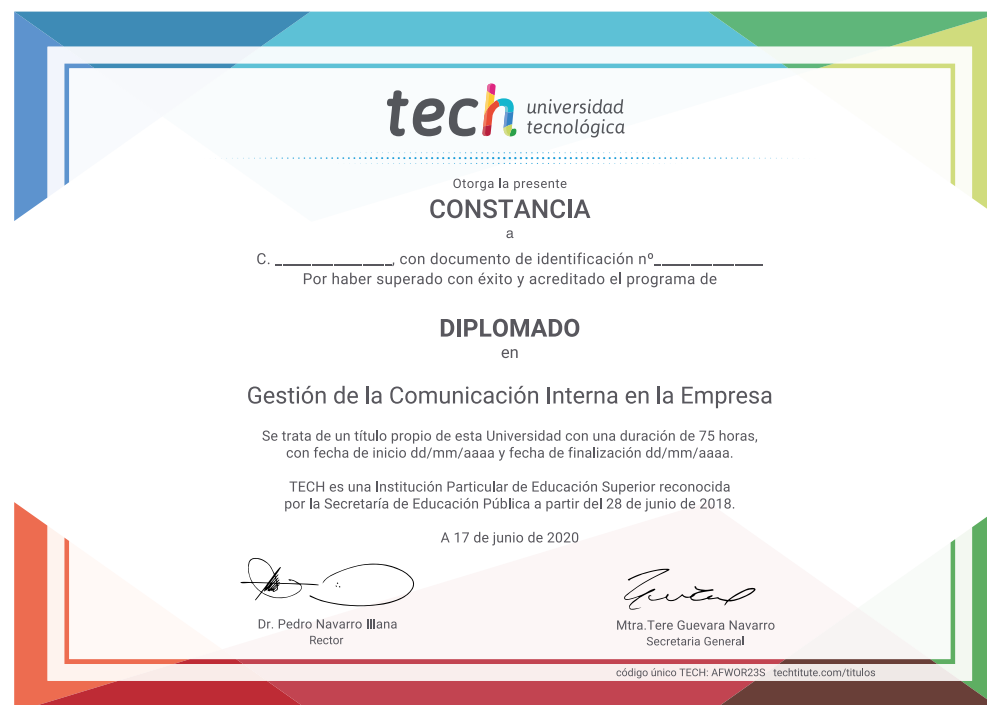 tech universidad
tecnológica
Otorga la presente
CONSTANCIA
a
C. ______________, con documento de identificación nº_____________
Por haber superado con éxito y acreditado el programa de
DIPLOMADO
en
Gestión de la Comunicación Interna en la Empresa
Se trata de un título propio de esta Universidad con una duración de 75 horas,
con fecha de inicio dd/mm/aaaa y fecha de finalización dd/mm/aaaa.
TECH es una Institución Particular de Educación Superior reconocida
por la Secretaría de Educación Pública a partir del 28 de junio de 2018.
A 17 de junio de 2020
Dr. Pedro Navarro Illana
Rector
Mtra.Tere Guevara Navarro
Secretaria General
código único TECH: AFWOR23S techtitute.com/titulos